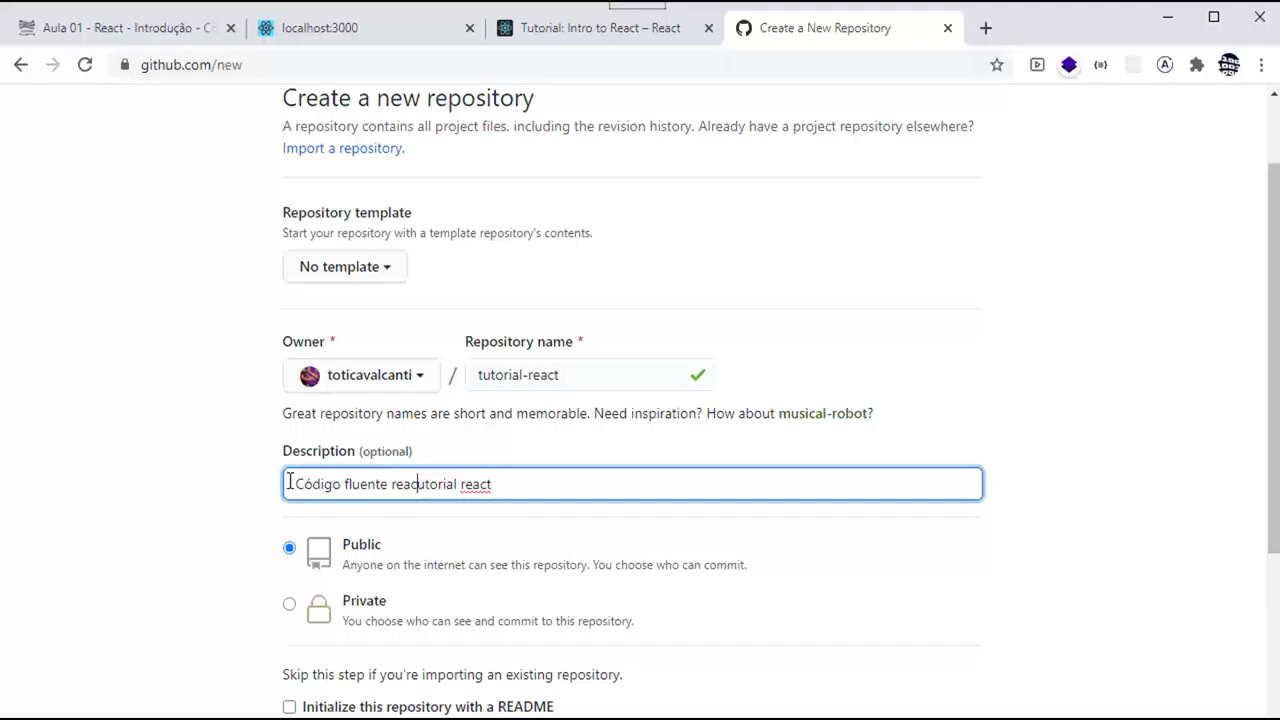 Aula 01 - React - Introdução - C
localhost:3000
Tutorial: Intro to React – React
Create a New Repository
github.com/new
Create a new repository
A repository contains all project files, including the revision history. Already have a project repository elsewhere?
Import a repository.
Repository template
Start your repository with a template repository's contents.
No template
Owner *
Repository name *
toticavalcanti
/
tutorial-react
Great repository names are short and memorable. Need inspiration? How about musical-robot?
Description (optional)
Código fluente reacutorial react
Public
Anyone on the internet can see this repository. You choose who can commit.
Private
You choose who can see and commit to this repository.
Skip this step if you're importing an existing repository.
Initialize this repository with a README